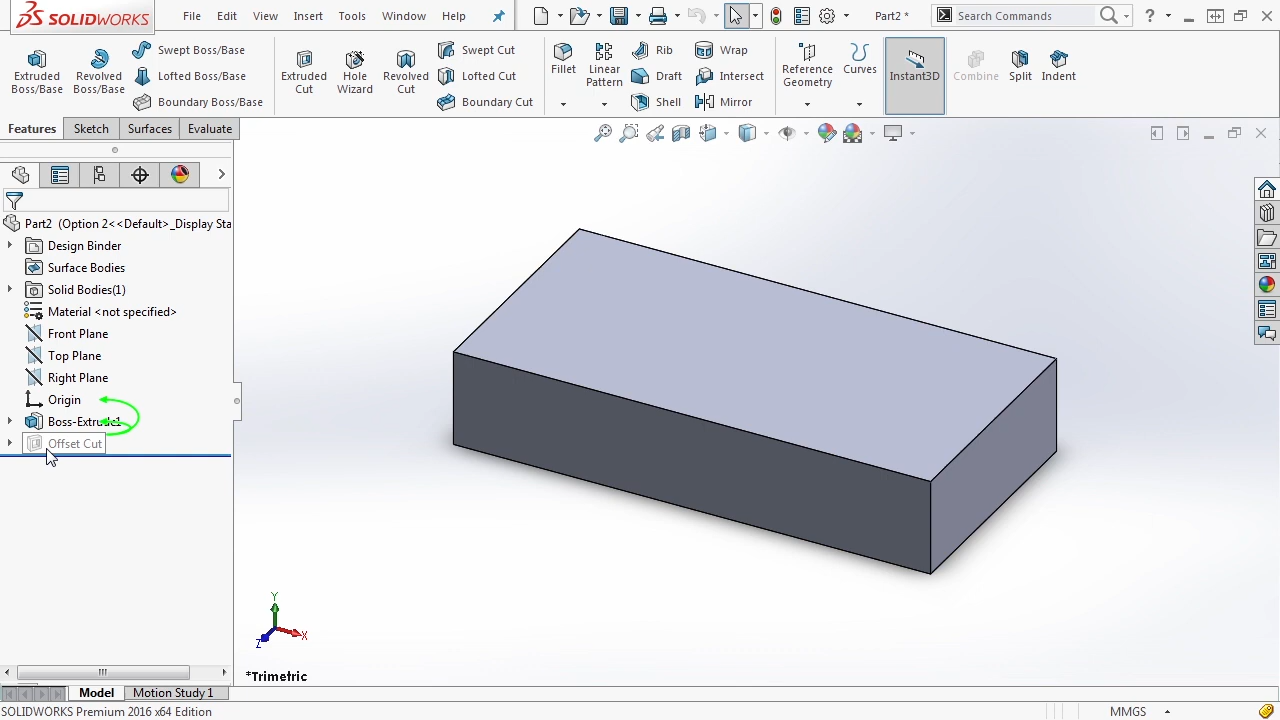 SOLIDWORKS File Edit View Insert Tools Window Help Part2 * Search Commands ?
Extruded Boss/Base
Revolved Boss/Base
Swept Boss/Base
Lofted Boss/Base
Boundary Boss/Base
Extruded Cut
Hole Wizard
Revolved Cut
Swept Cut
Lofted Cut
Boundary Cut
Fillet
Linear Pattern
Rib
Draft
Shell
Wrap
Intersect
Mirror
Reference Geometry
Curves
Instant3D
Combine
Split
Indent
Features Sketch Surfaces Evaluate
Part2 (Option 2<<Default>_Display Sta
Design Binder
Surface Bodies
Solid Bodies(1)
Material <not specified>
Front Plane
Top Plane
Right Plane
Origin
Boss-Extrude1
Offset Cut
Y
X
Z
*Trimetric
Model Motion Study 1
SOLIDWORKS Premium 2016 x64 Edition MMGS